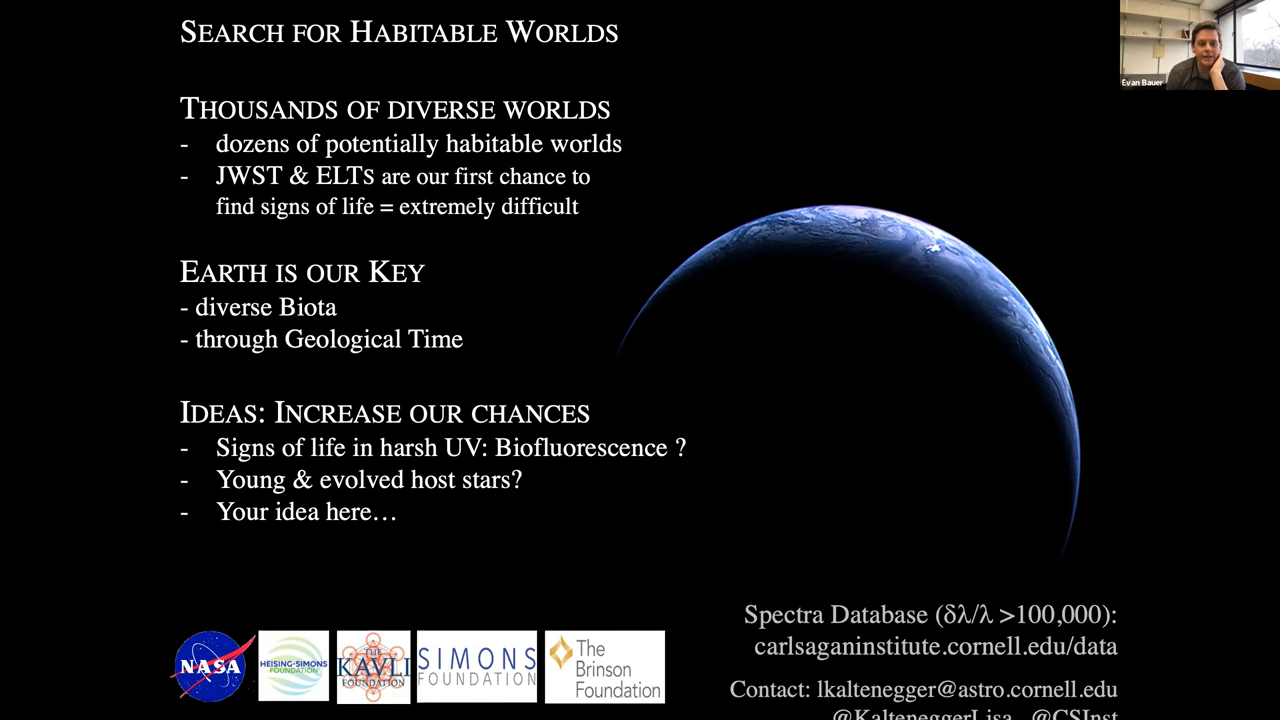 SEARCH FOR HABITABLE WORLDS
Evan Bauer
THOUSANDS OF DIVERSE WORLDS
- dozens of potentially habitable worlds
- JWST & ELTs are our first chance to
find signs of life = extremely difficult
EARTH IS OUR KEY
- diverse Biota
- through Geological Time
IDEAS: INCREASE OUR CHANCES
- Signs of life in harsh UV: Biofluorescence ?
- Young & evolved host stars?
- Your idea here…
NASA
HEISING-SIMONS
FOUNDATION
THE
KAVLI
FOUNDATION
SIMONS
FOUNDATION
The
Brinson
Foundation
Spectra Database (δλ/λ >100,000):
carlsaganinstitute.cornell.edu/data
Contact: lkaltenegger@astro.cornell.edu
@KalteneggerLisa @CSInst